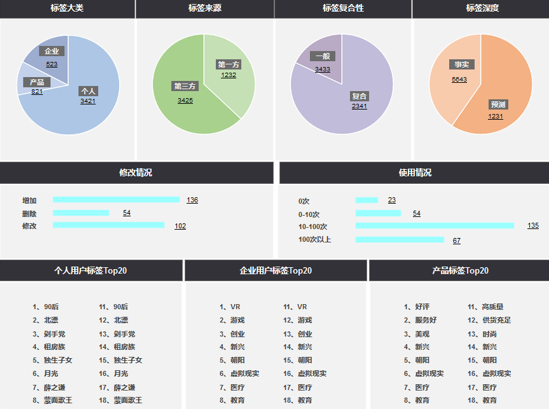 标签大类 标签来源 标签复合性 标签深度
企业
523
产品
821
个人
3421
第一方
1232
第三方
3425
一般
3433
复合
2341
事实
5643
预测
1231
修改情况 使用情况
增加 136
删除 54
修改 102
0次 23
0-10次 54
10-100次 135
100次以上 67
个人用户标签Top20 企业用户标签Top20 产品标签Top20
1、90后 11、90后 1、VR 11、VR 1、好评 11、高质量
2、北漂 12、北漂 2、游戏 12、游戏 2、服务好 12、供货充足
3、剁手党 13、剁手党 3、创业 13、创业 3、美观 13、时尚
4、租房族 14、租房族 4、新兴 14、新兴 4、新兴 14、新兴
5、独生子女 15、独生子女 5、朝阳 15、朝阳 5、朝阳 15、朝阳
6、月光 16、月光 6、虚拟现实 16、虚拟现实 6、虚拟现实 16、虚拟现实
7、薛之谦 17、薛之谦 7、医疗 17、医疗 7、医疗 17、医疗
8、蒙面歌王 18、蒙面歌王 8、教育 18、教育 8、教育 18、教育